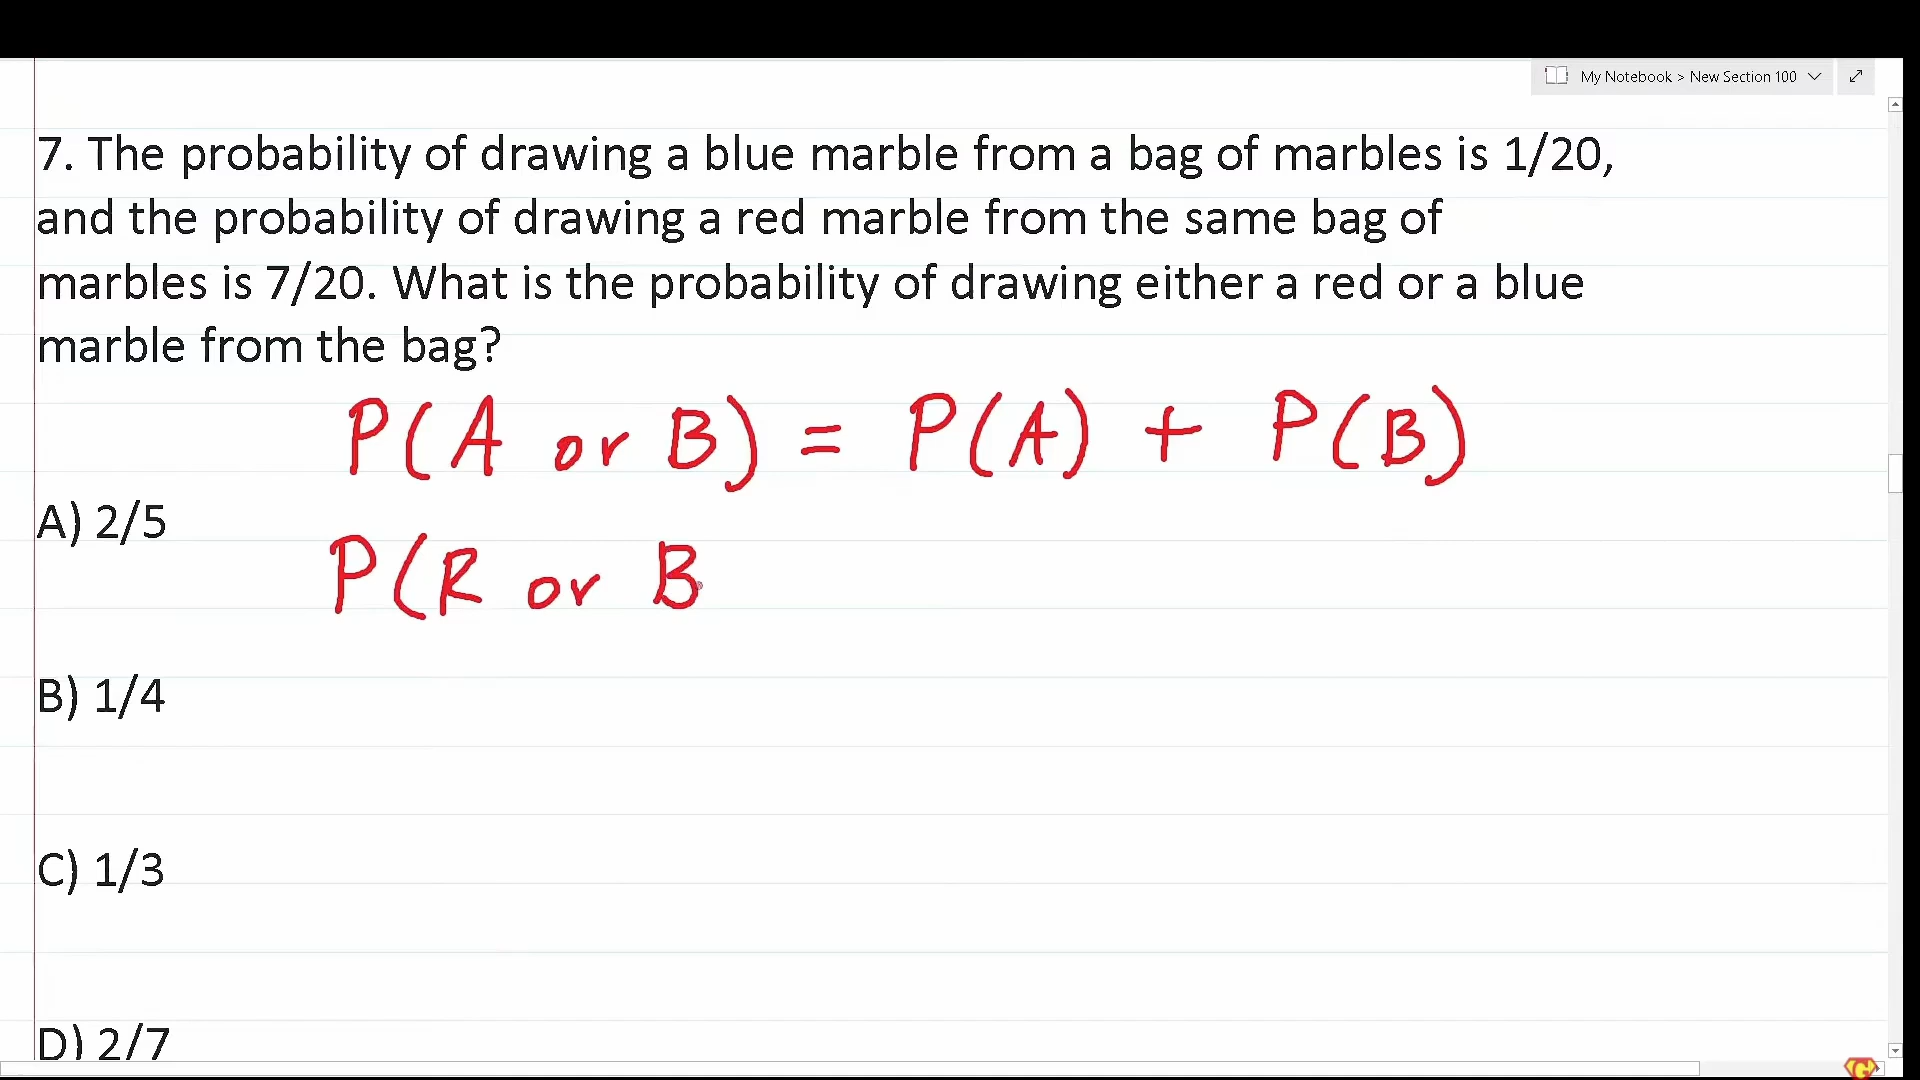 My Notebook > New Section 100
7. The probability of drawing a blue marble from a bag of marbles is 1/20,
and the probability of drawing a red marble from the same bag of
marbles is 7/20. What is the probability of drawing either a red or a blue
marble from the bag?
P(A or B) = P(A) + P(B)
A) 2/5
P(R or B
B) 1/4
C) 1/3
D) 2/7
G